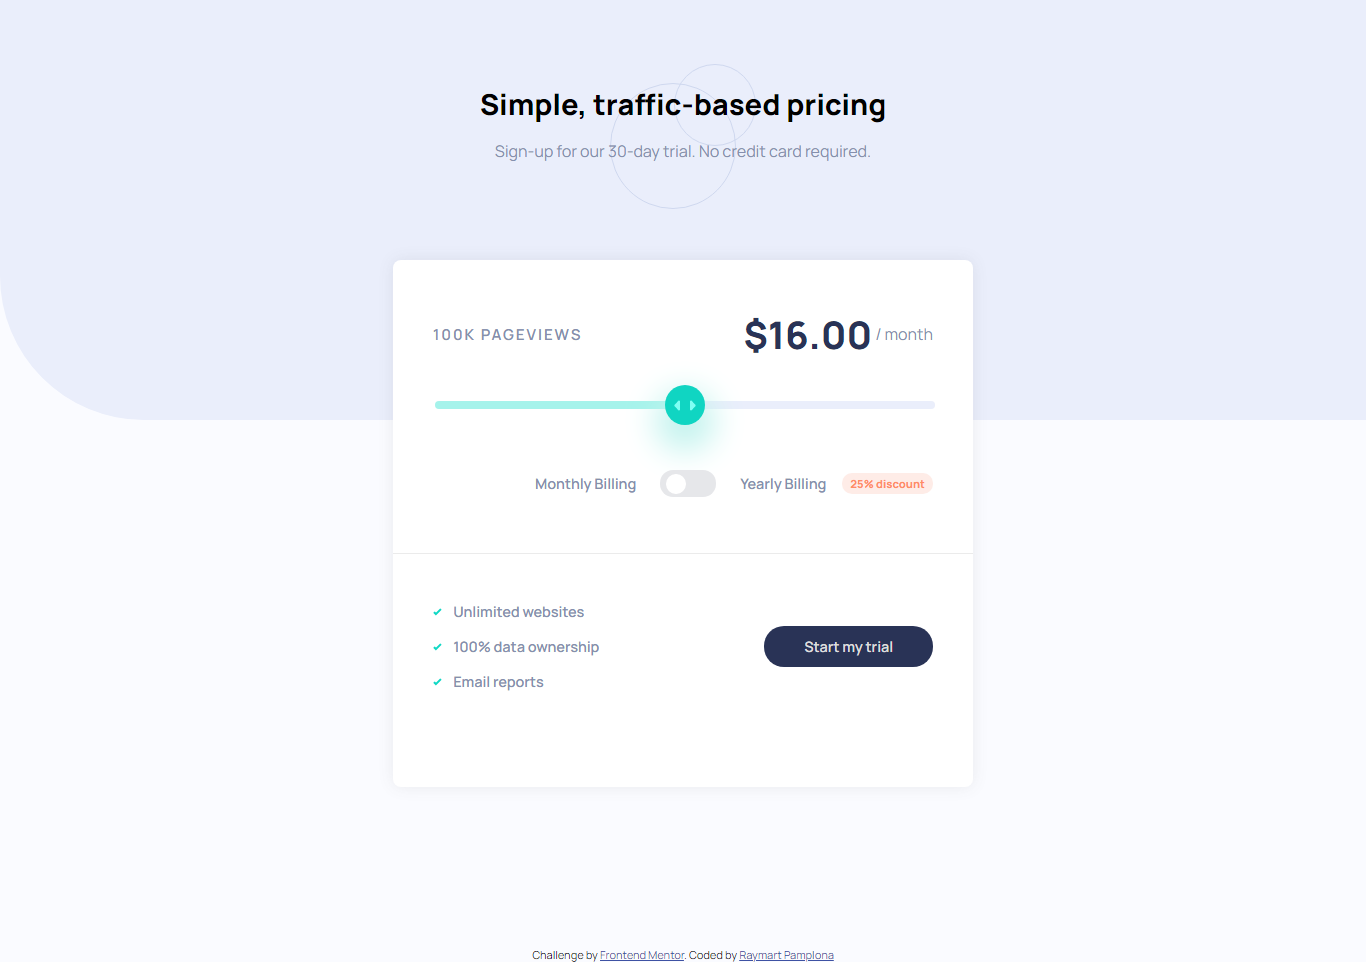 Simple, traffic-based pricing
Sign-up for our 30-day trial. No credit card required.
100K PAGEVIEWS
$16.00 / month
Monthly Billing
Yearly Billing
25% discount
Unlimited websites
100% data ownership
Email reports
Start my trial
Challenge by Frontend Mentor. Coded by Raymart Pamplona